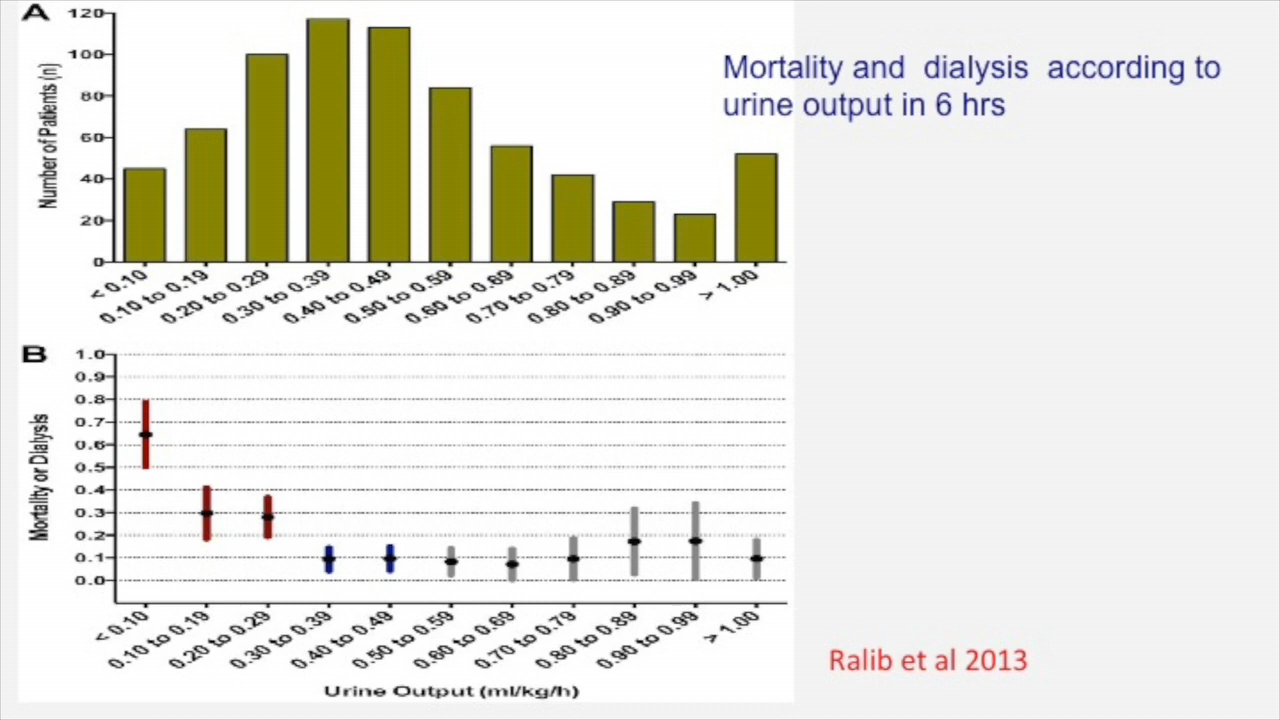 A
120
100
80
60
40
20
0
Number of Patients (n)
< 0.10
0.10 to 0.19
0.20 to 0.29
0.30 to 0.39
0.40 to 0.49
0.50 to 0.59
0.60 to 0.69
0.70 to 0.79
0.80 to 0.89
0.90 to 0.99
> 1.00
Mortality and dialysis according to
urine output in 6 hrs
B
1.0
0.9
0.8
0.7
0.6
0.5
0.4
0.3
0.2
0.1
0.0
Mortality or Dialysis
< 0.10
0.10 to 0.19
0.20 to 0.29
0.30 to 0.39
0.40 to 0.49
0.50 to 0.59
0.60 to 0.69
0.70 to 0.79
0.80 to 0.89
0.90 to 0.99
> 1.00
Urine Output (ml/kg/h)
Ralib et al 2013